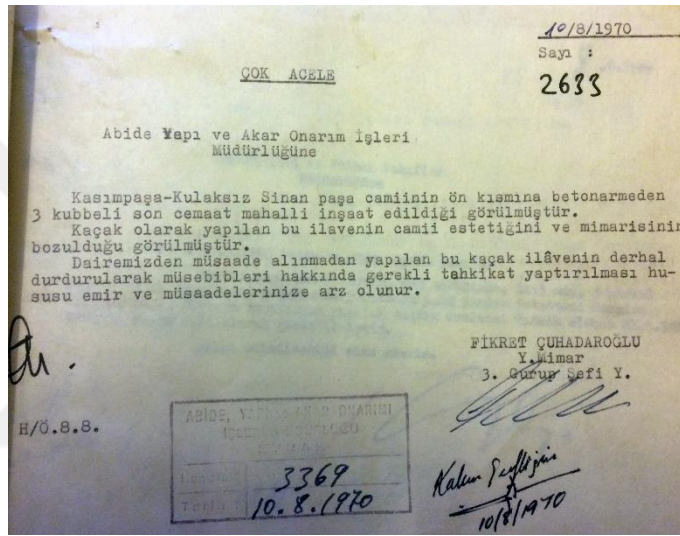 10/8/1970
Sayı :
2633
ÇOK ACELE
Abide Yapı ve Akar Onarım İşleri
Müdürlüğüne
Kasımpaşa-Kulaksız Sinan paşa camiinin ön kısmına betonarmeden
3 kubbeli son cemaat mahalli inşaat edildiği görülmüştür.
Kaçak olarak yapılan bu ilavenin camii estetiğini ve mimarisinin
bozulduğu görülmüştür.
Dairemizden müsaade alınmadan yapılan bu kaçak ilâvenin derhal
durdurularak müsebibleri hakkında gerekli tahkikat yaptırılması hu-
susu emir ve müsaadelerinize arz olunur.
FİKRET ÇUHADAROĞLU
Y.Mimar
3. Gurup Şefi Y.
H/Ö.8.8.
ABİDE, YAPI AKAR ONARIMI
3369
Tarih 10.8.1970
10/8/1970